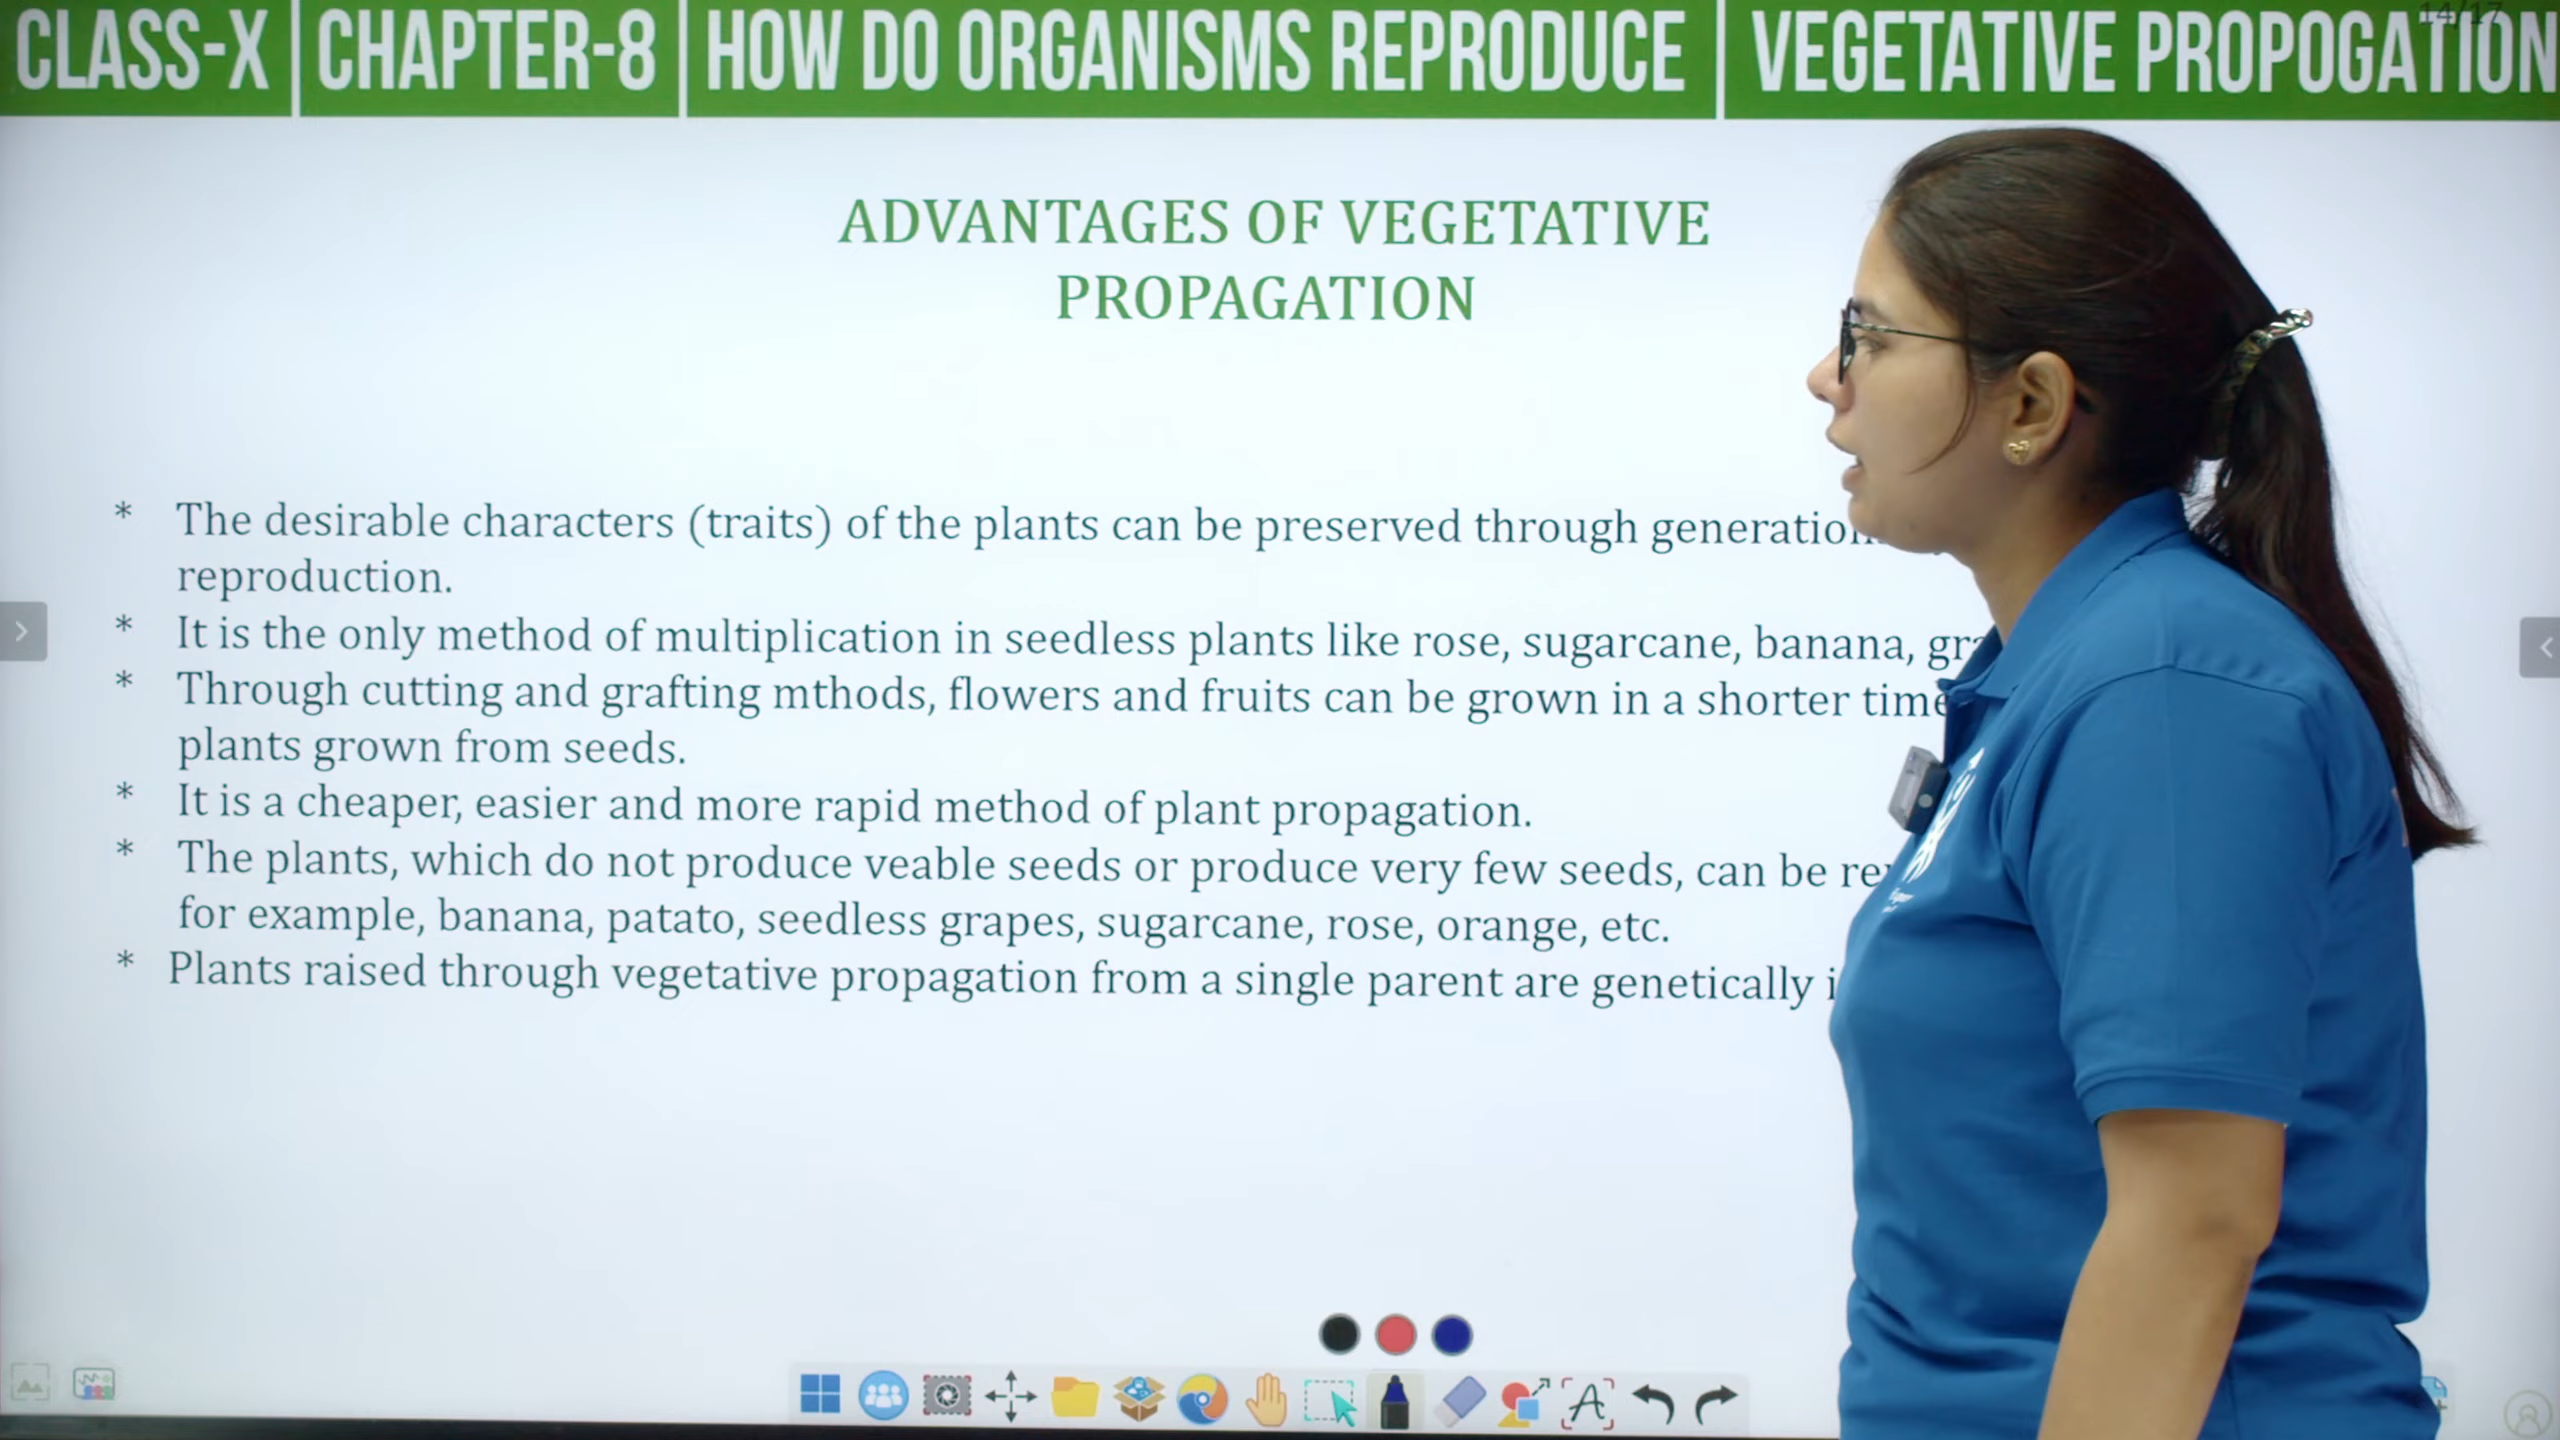 CLASS-X CHAPTER-8 HOW DO ORGANISMS REPRODUCE VEGETATIVE PROPOGATION
14/17
ADVANTAGES OF VEGETATIVE
PROPAGATION
* The desirable characters (traits) of the plants can be preserved through
reproduction.
* It is the only method of multiplication in seedless plants like rose, sugarcane, banana,
* Through cutting and grafting mthods, flowers and fruits can be grown in a shorter time
plants grown from seeds.
* It is a cheaper, easier and more rapid method of plant propagation.
* The plants, which do not produce veable seeds or produce very few seeds, can be
for example, banana, patato, seedless grapes, sugarcane, rose, orange, etc.
* Plants raised through vegetative propagation from a single parent are genetically